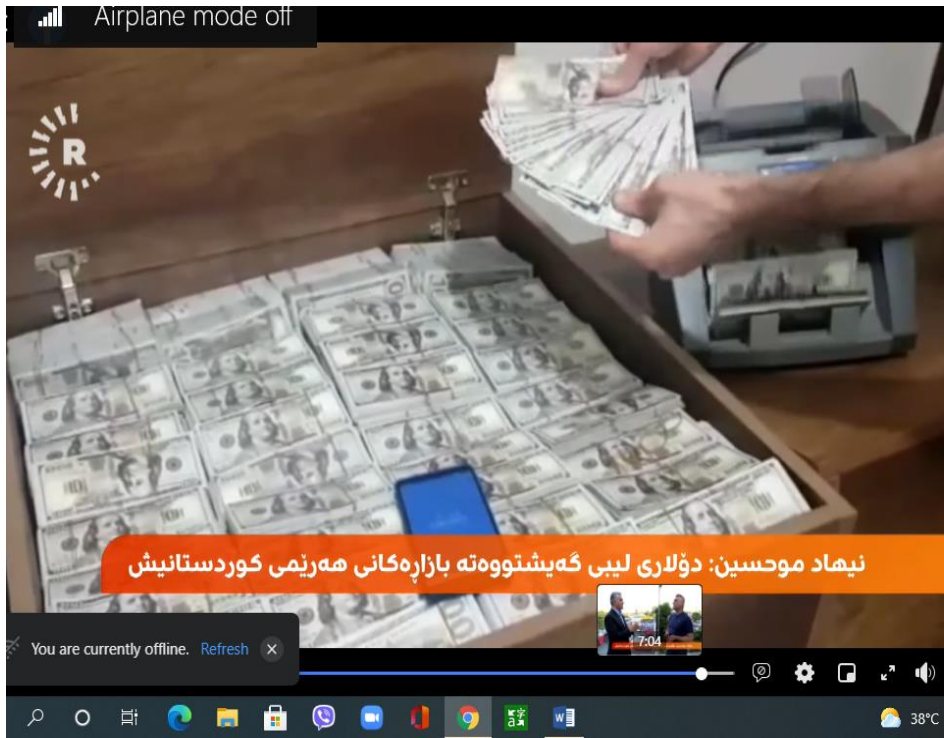 Airplane mode off
R
نیهاد موحسین: دۆلاری لیبی گەیشتووەتە بازاڕەکانی هەرێمی کوردستانیش
7:04
You are currently offline. Refresh
38°C